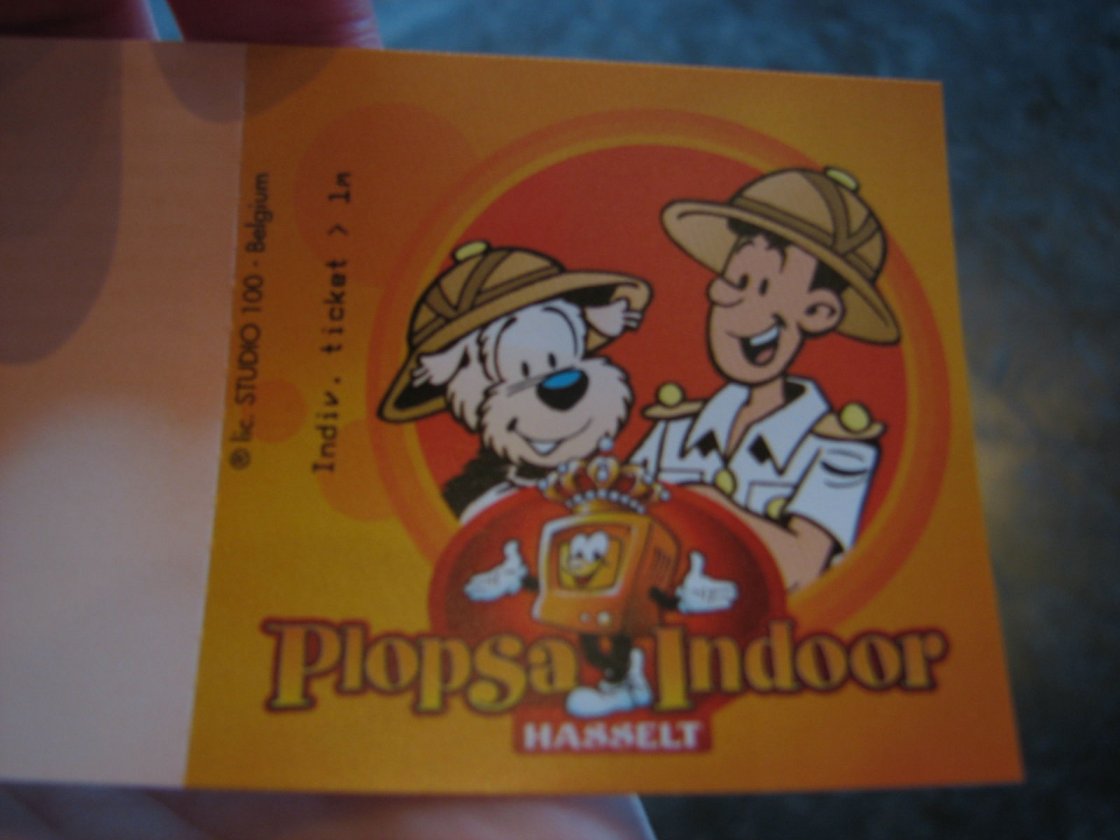 ® lic. STUDIO 100 - Belgium
Indiv. ticket > 1m
Plopsa Indoor
HASSELT